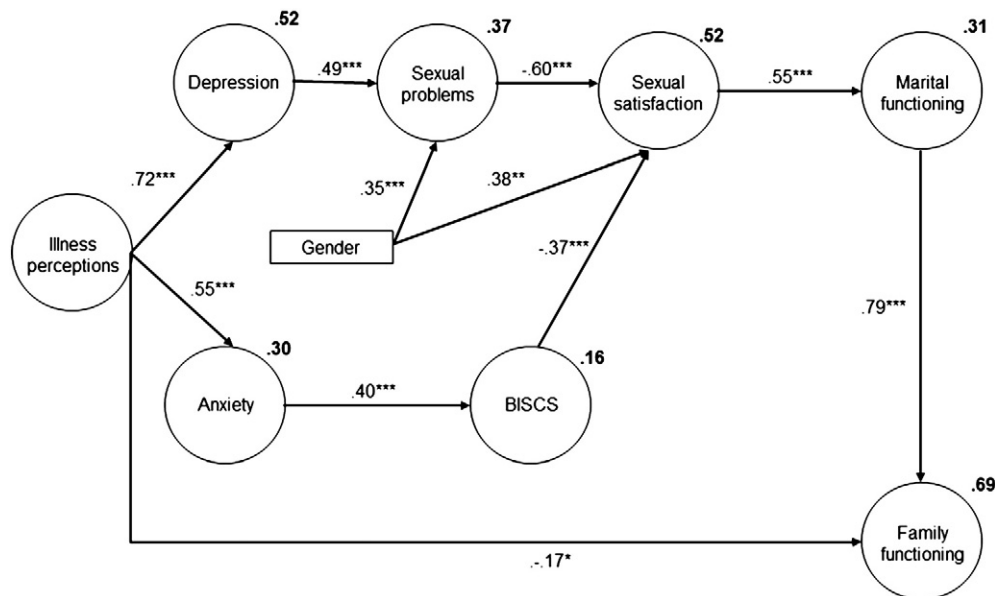 .52
.37
.52
.31
Depression
.49***
Sexual
problems
-.60***
Sexual
satisfaction
.55***
Marital
functioning
.72***
.35***
.38**
Illness
perceptions
Gender
-.37***
.55***
.79***
.30
.16
Anxiety
.40***
BISCS
.69
Family
functioning
.-.17*